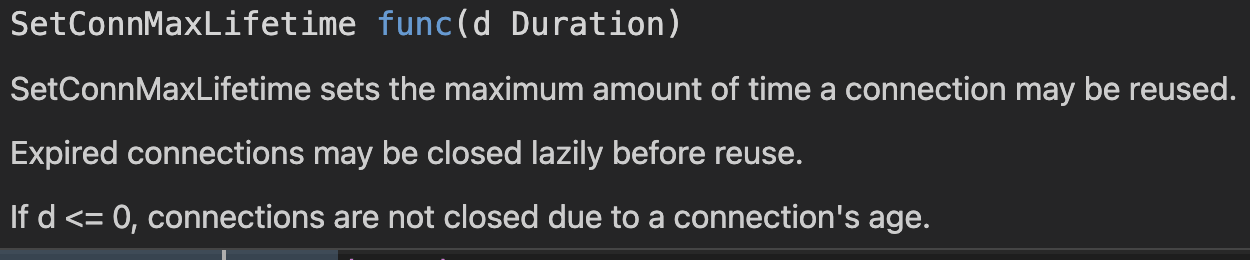 SetConnMaxLifetime func(d Duration)
SetConnMaxLifetime sets the maximum amount of time a connection may be reused.
Expired connections may be closed lazily before reuse.
If d <= 0, connections are not closed due to a connection's age.